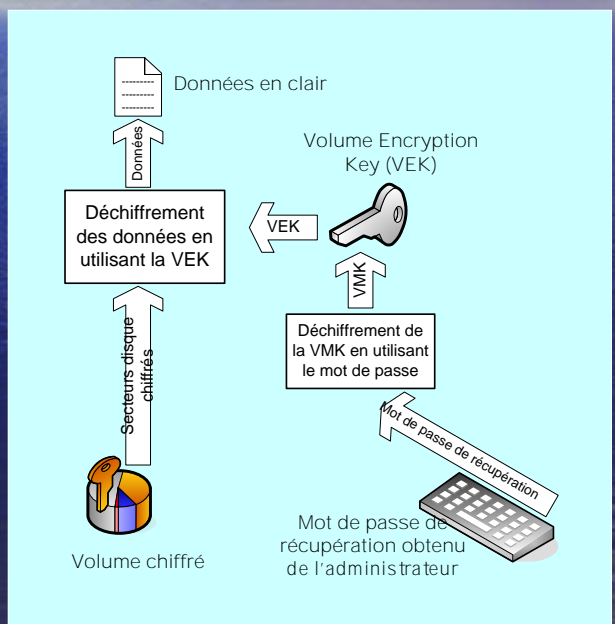 Données en clair
Données
Volume Encryption
Key (VEK)
Déchiffrement
des données en
utilisant la VEK
VEK
VMK
Déchiffrement de
la VMK en utilisant
le mot de passe
Secteurs disque
chiffrés
Mot de passe de récupération
Volume chiffré
Mot de passe de
récupération obtenu
de l'administrateur